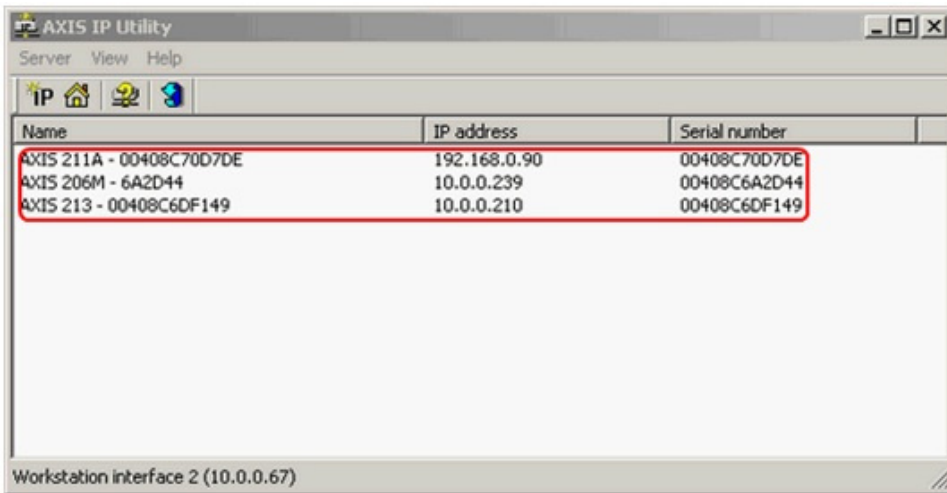 AXIS IP Utility
Server View Help
IP
Name IP address Serial number
AXIS 211A - 00408C70D7DE 192.168.0.90 00408C70D7DE
AXIS 206M - 6A2D44 10.0.0.239 00408C6A2D44
AXIS 213 - 00408C6DF149 10.0.0.210 00408C6DF149
Workstation interface 2 (10.0.0.67)